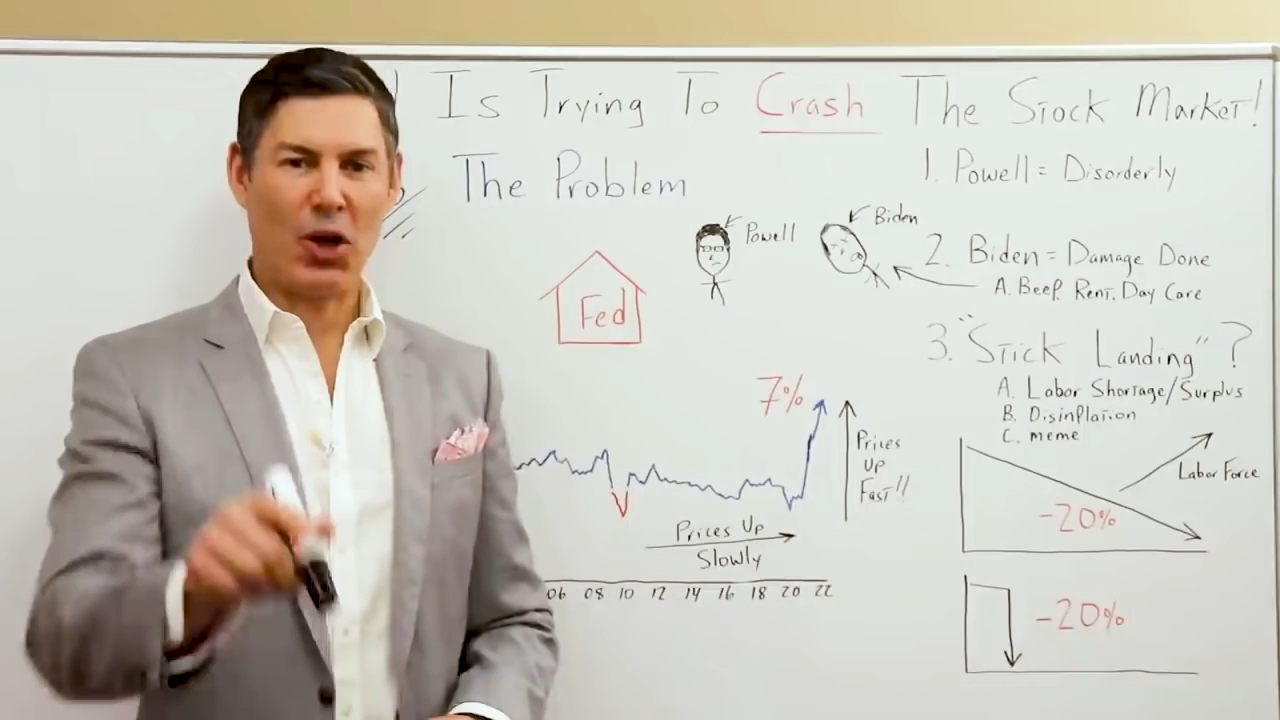 Is Trying To Crash The Stock Market!
The Problem
Powell
Biden
Fed
7%
Prices
Up
Fast!!
Prices Up
Slowly
06 08 10 12 14 16 18 20 22
1. Powell = Disorderly
2. Biden = Damage Done
A. Beef. Rent. Day Care
3. "Stick Landing" ?
A. Labor Shortage/Surplus
B. Disinflation
C. meme
Labor Force
-20%
-20%